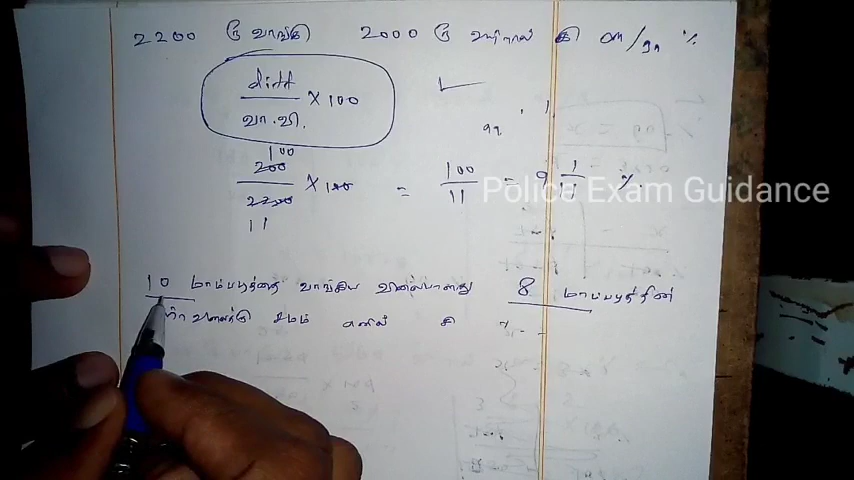 2200 ரூ வாங்கி 2000 ரூ விற்றால் %
diff
--- × 100
வா.வி.
100
200
--- × 100 = 100/11 = 9 1/11 %
2200
11
Police Exam Guidance
10 மாம்பழத்தை வாங்கிய விலையானது 8 மாம்பழத்தின்
சமம் எனில்